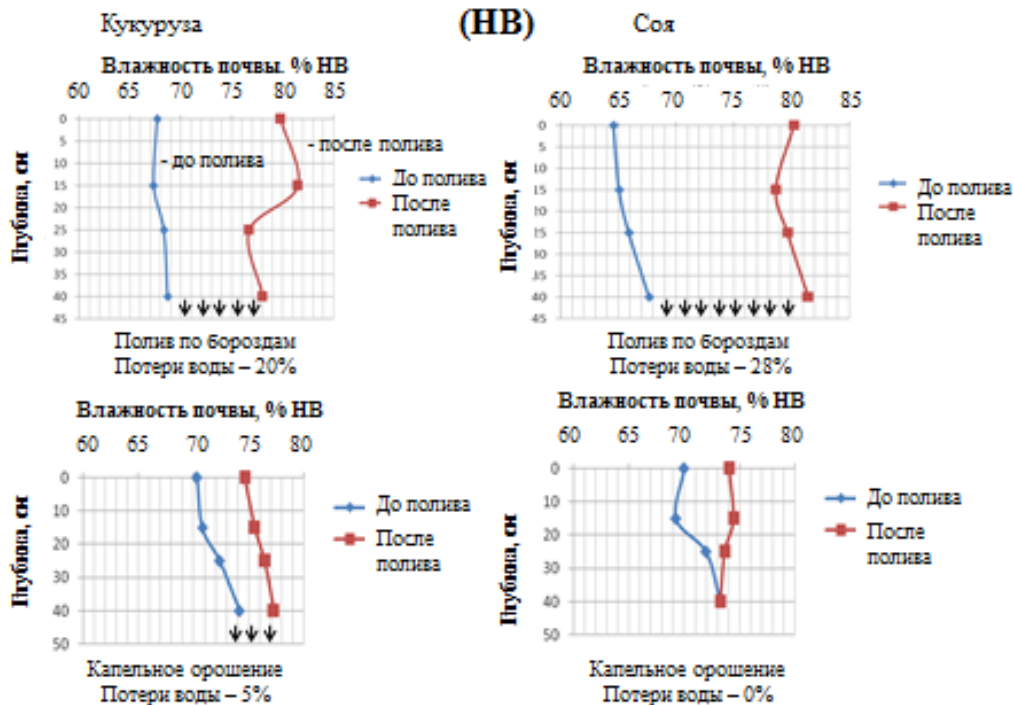 Кукуруза
(НВ)
Соя
Влажность почвы. % НВ
60 65 70 75 80 85
0
5
10
15
20
25
30
35
40
45
Глубина, см
- до полива
- после полива
До полива
После
полива
Полив по бороздам
Потери воды – 20%
Влажность почвы, % НВ
60 65 70 75 80 85
0
5
10
15
15
20
25
30
35
40
45
Глубина, см
До полива
После
полива
Полив по бороздам
Потери воды – 28%
Влажность почвы, % НВ
60 65 70 75 80
0
10
20
30
40
50
Глубина, см
До полива
После
полива
Капельное орошение
Потери воды – 5%
Влажность почвы, % НВ
60 65 70 75 80
0
10
20
30
40
50
Глубина, см
До полива
После
полива
Капельное орошение
Потери воды – 0%